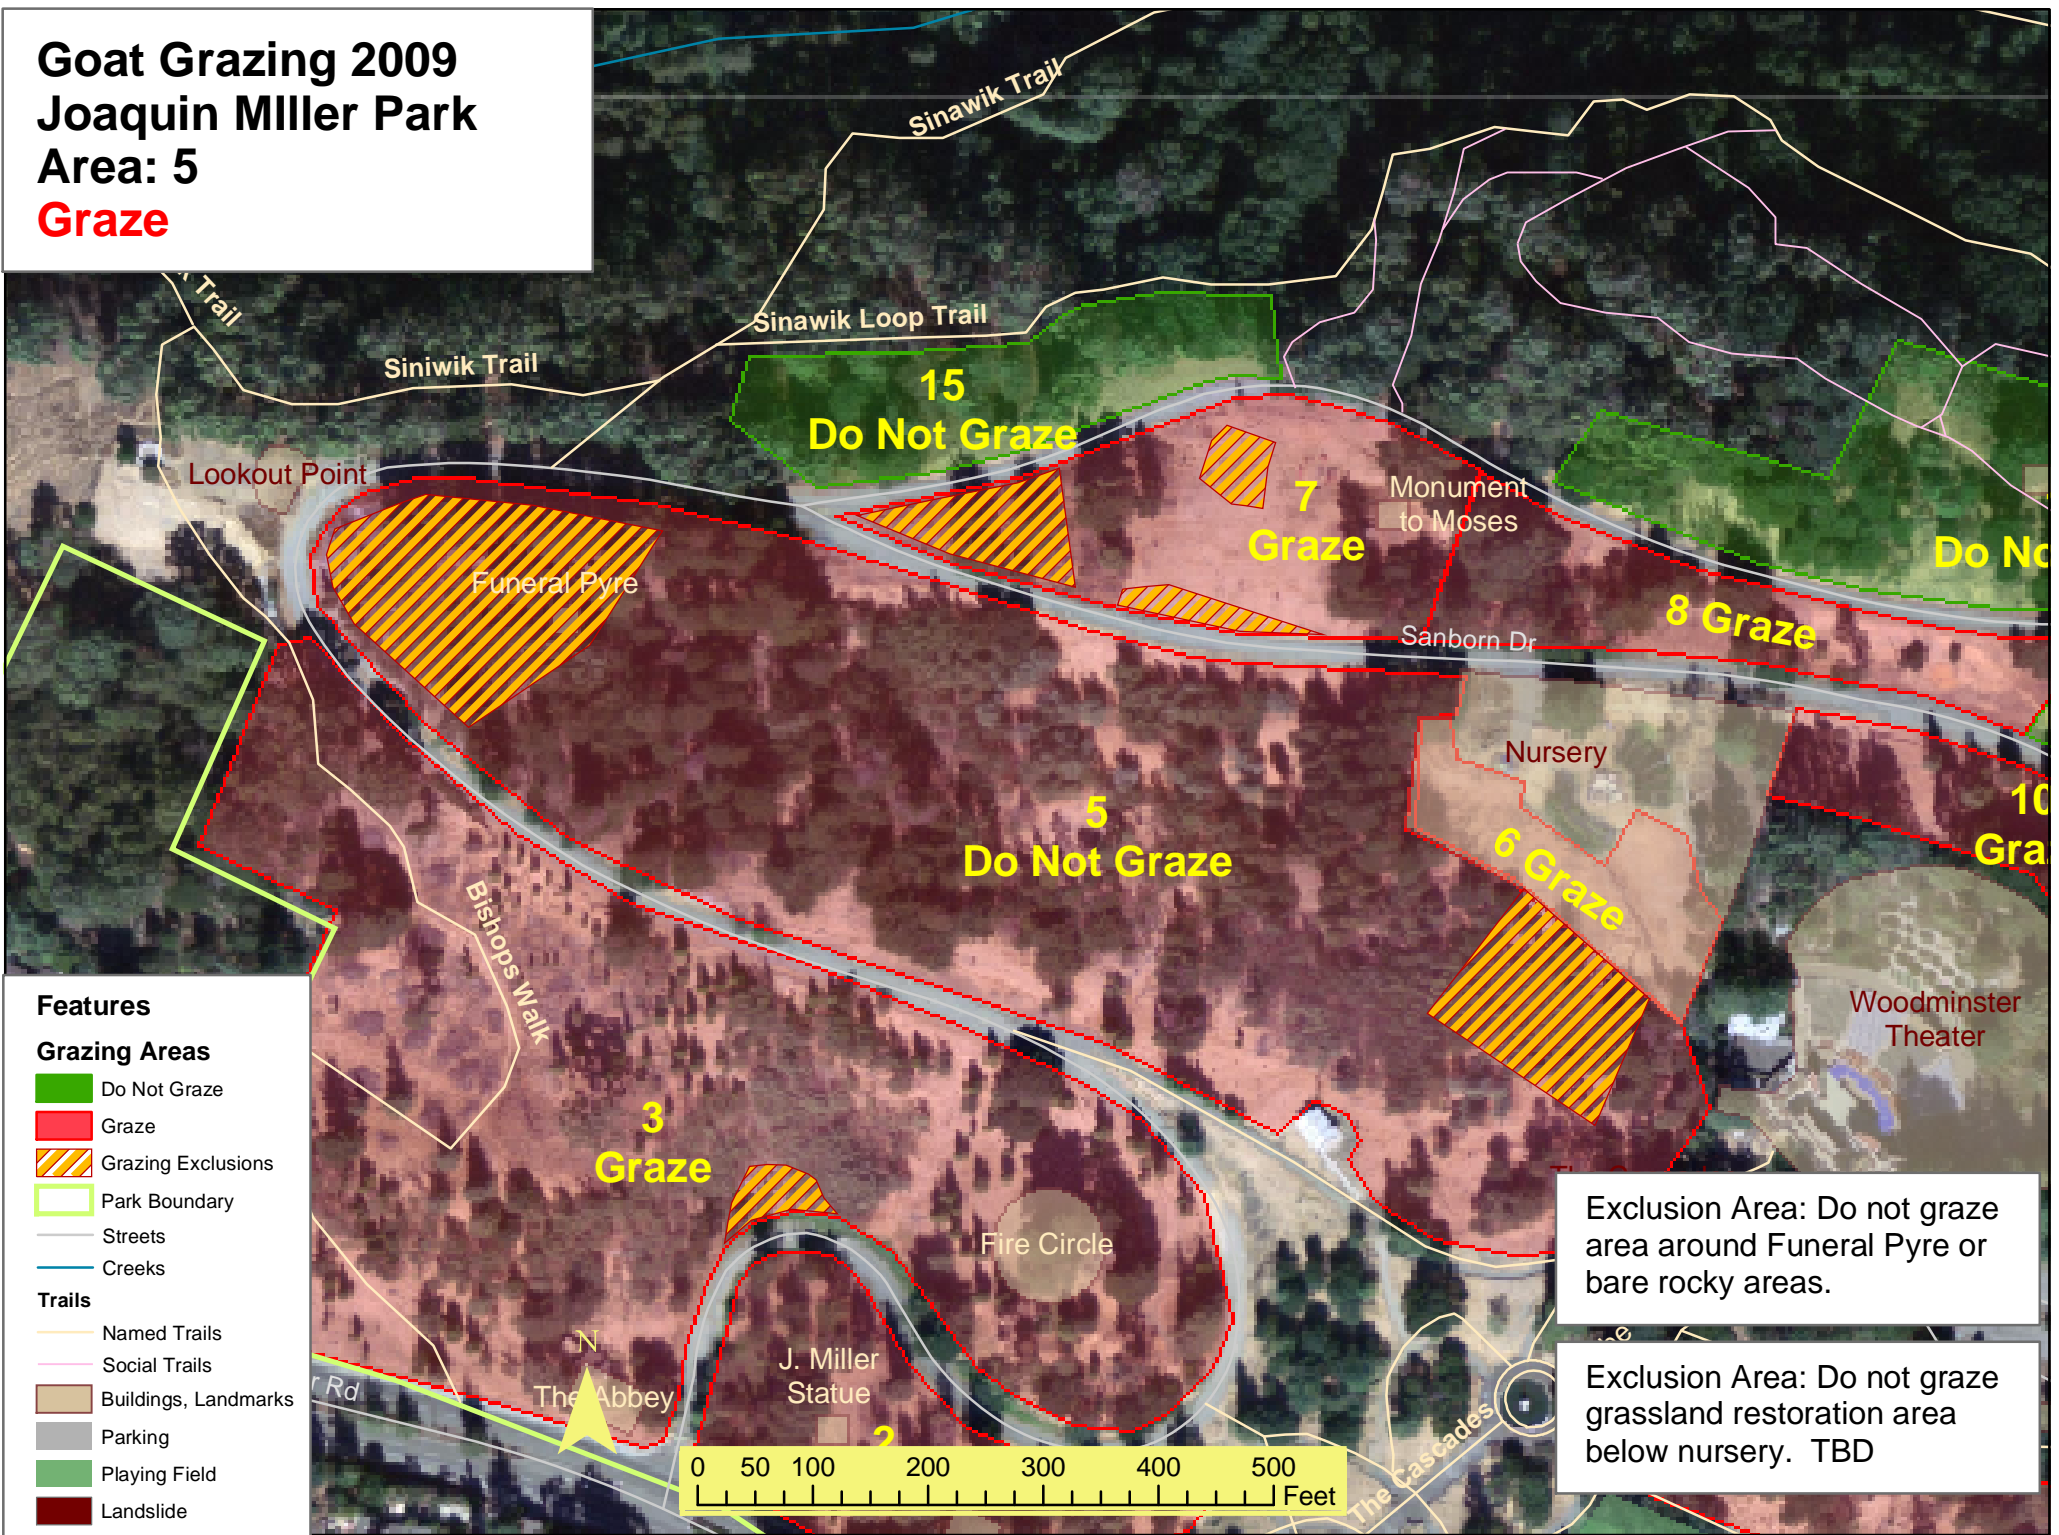 Goat Grazing 2009
Joaquin MIller Park
Area: 5
Graze
Sinawik Trail
k Trail
Siniwik Trail
Sinawik Loop Trail
15
Do Not Graze
Lookout Point
Funeral Pyre
7
Graze
Monument
to Moses
Do No
8 Graze
Sanborn Dr
Nursery
5
Do Not Graze
6 Graze
10
Gra
Bishops Walk
Woodminster
Theater
3
Graze
Fire Circle
J. Miller
Statue
2
The Abbey
N
r Rd
The Cascades
0 50 100 200 300 400 500
Feet
Features
Grazing Areas
Do Not Graze
Graze
Grazing Exclusions
Park Boundary
Streets
Creeks
Trails
Named Trails
Social Trails
Buildings, Landmarks
Parking
Playing Field
Landslide
Exclusion Area: Do not graze
area around Funeral Pyre or
bare rocky areas.
Exclusion Area: Do not graze
grassland restoration area
below nursery. TBD